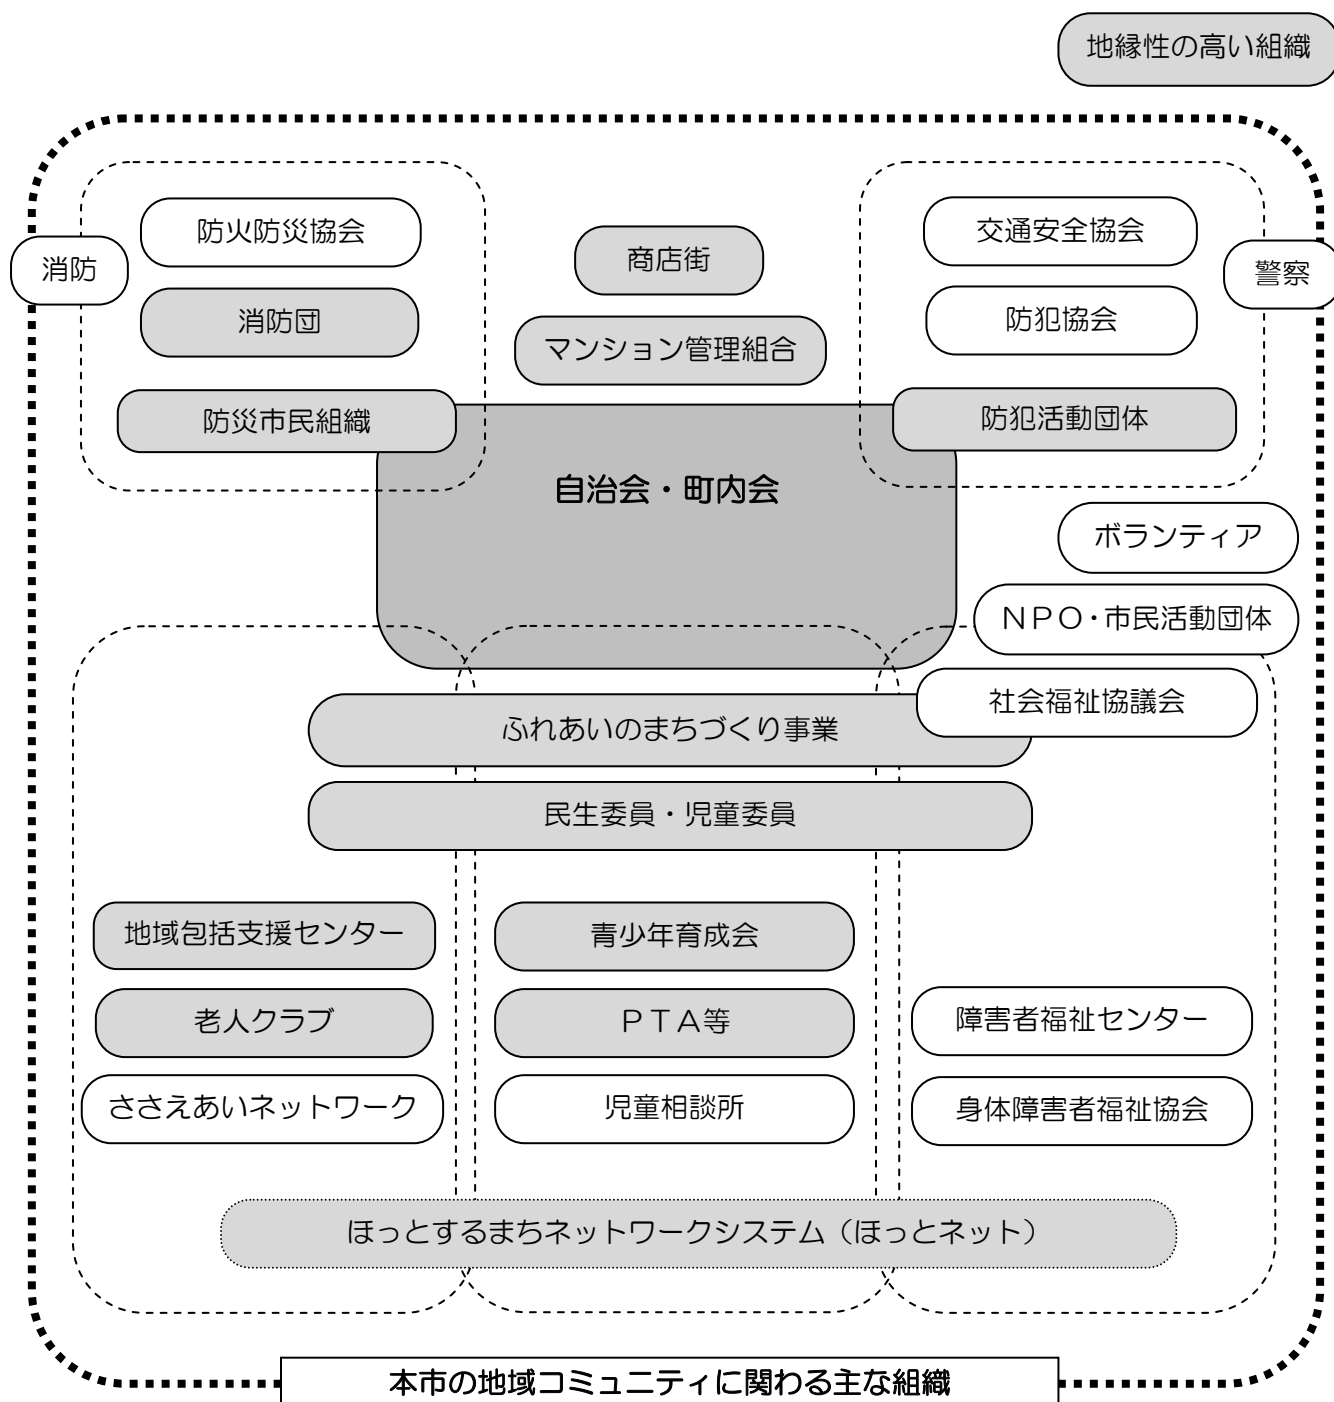 地縁性の高い組織
防火防災協会
消防
消防団
防災市民組織
商店街
マンション管理組合
交通安全協会
警察
防犯協会
防犯活動団体
自治会・町内会
ボランティア
ＮＰＯ・市民活動団体
社会福祉協議会
ふれあいのまちづくり事業
民生委員・児童委員
地域包括支援センター
老人クラブ
ささえあいネットワーク
青少年育成会
ＰＴＡ等
児童相談所
障害者福祉センター
身体障害者福祉協会
ほっとするまちネットワークシステム（ほっとネット）
本市の地域コミュニティに関わる主な組織